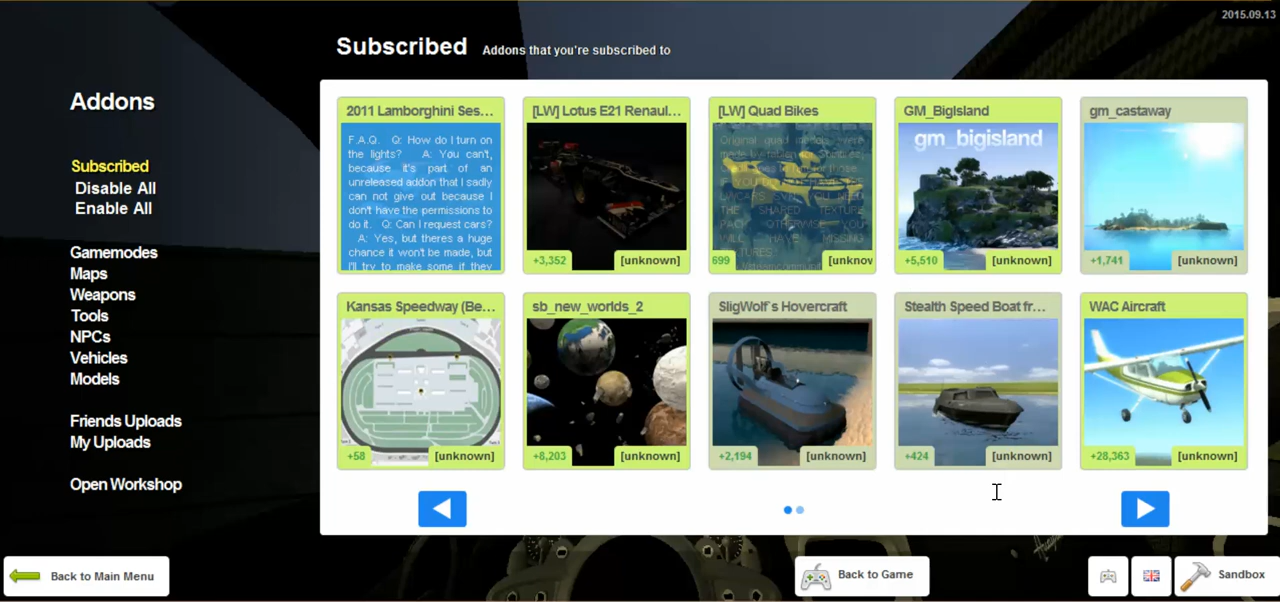 2015.09.13
Subscribed Addons that you're subscribed to
Addons
Subscribed
Disable All
Enable All
Gamemodes
Maps
Weapons
Tools
NPCs
Vehicles
Models
Friends Uploads
My Uploads
Open Workshop
2011 Lamborghini Ses...
F.A.Q. Q: How do I turn on
the lights? A: You can't,
because it's part of an
unreleased addon that I sadly
can not give out because I
don't have the permissions to
do it. Q: Can I request cars?
A: Yes, but theres a huge
chance it won't be made, but
I'll try to make some if they
[LW] Lotus E21 Renaul...
+3,352 [unknown]
[LW] Quad Bikes
THE SHARED TEXTURE
699 [unknow
GM_BigIsland
gm_bigisland
+5,510 [unknown]
gm_castaway
+1,741 [unknown]
Kansas Speedway (Be...
+58 [unknown]
sb_new_worlds_2
+8,203 [unknown]
SligWolf's Hovercraft
+2,194 [unknown]
Stealth Speed Boat fr...
+424 [unknown]
WAC Aircraft
+28,363 [unknown]
Back to Main Menu
Back to Game
Sandbox